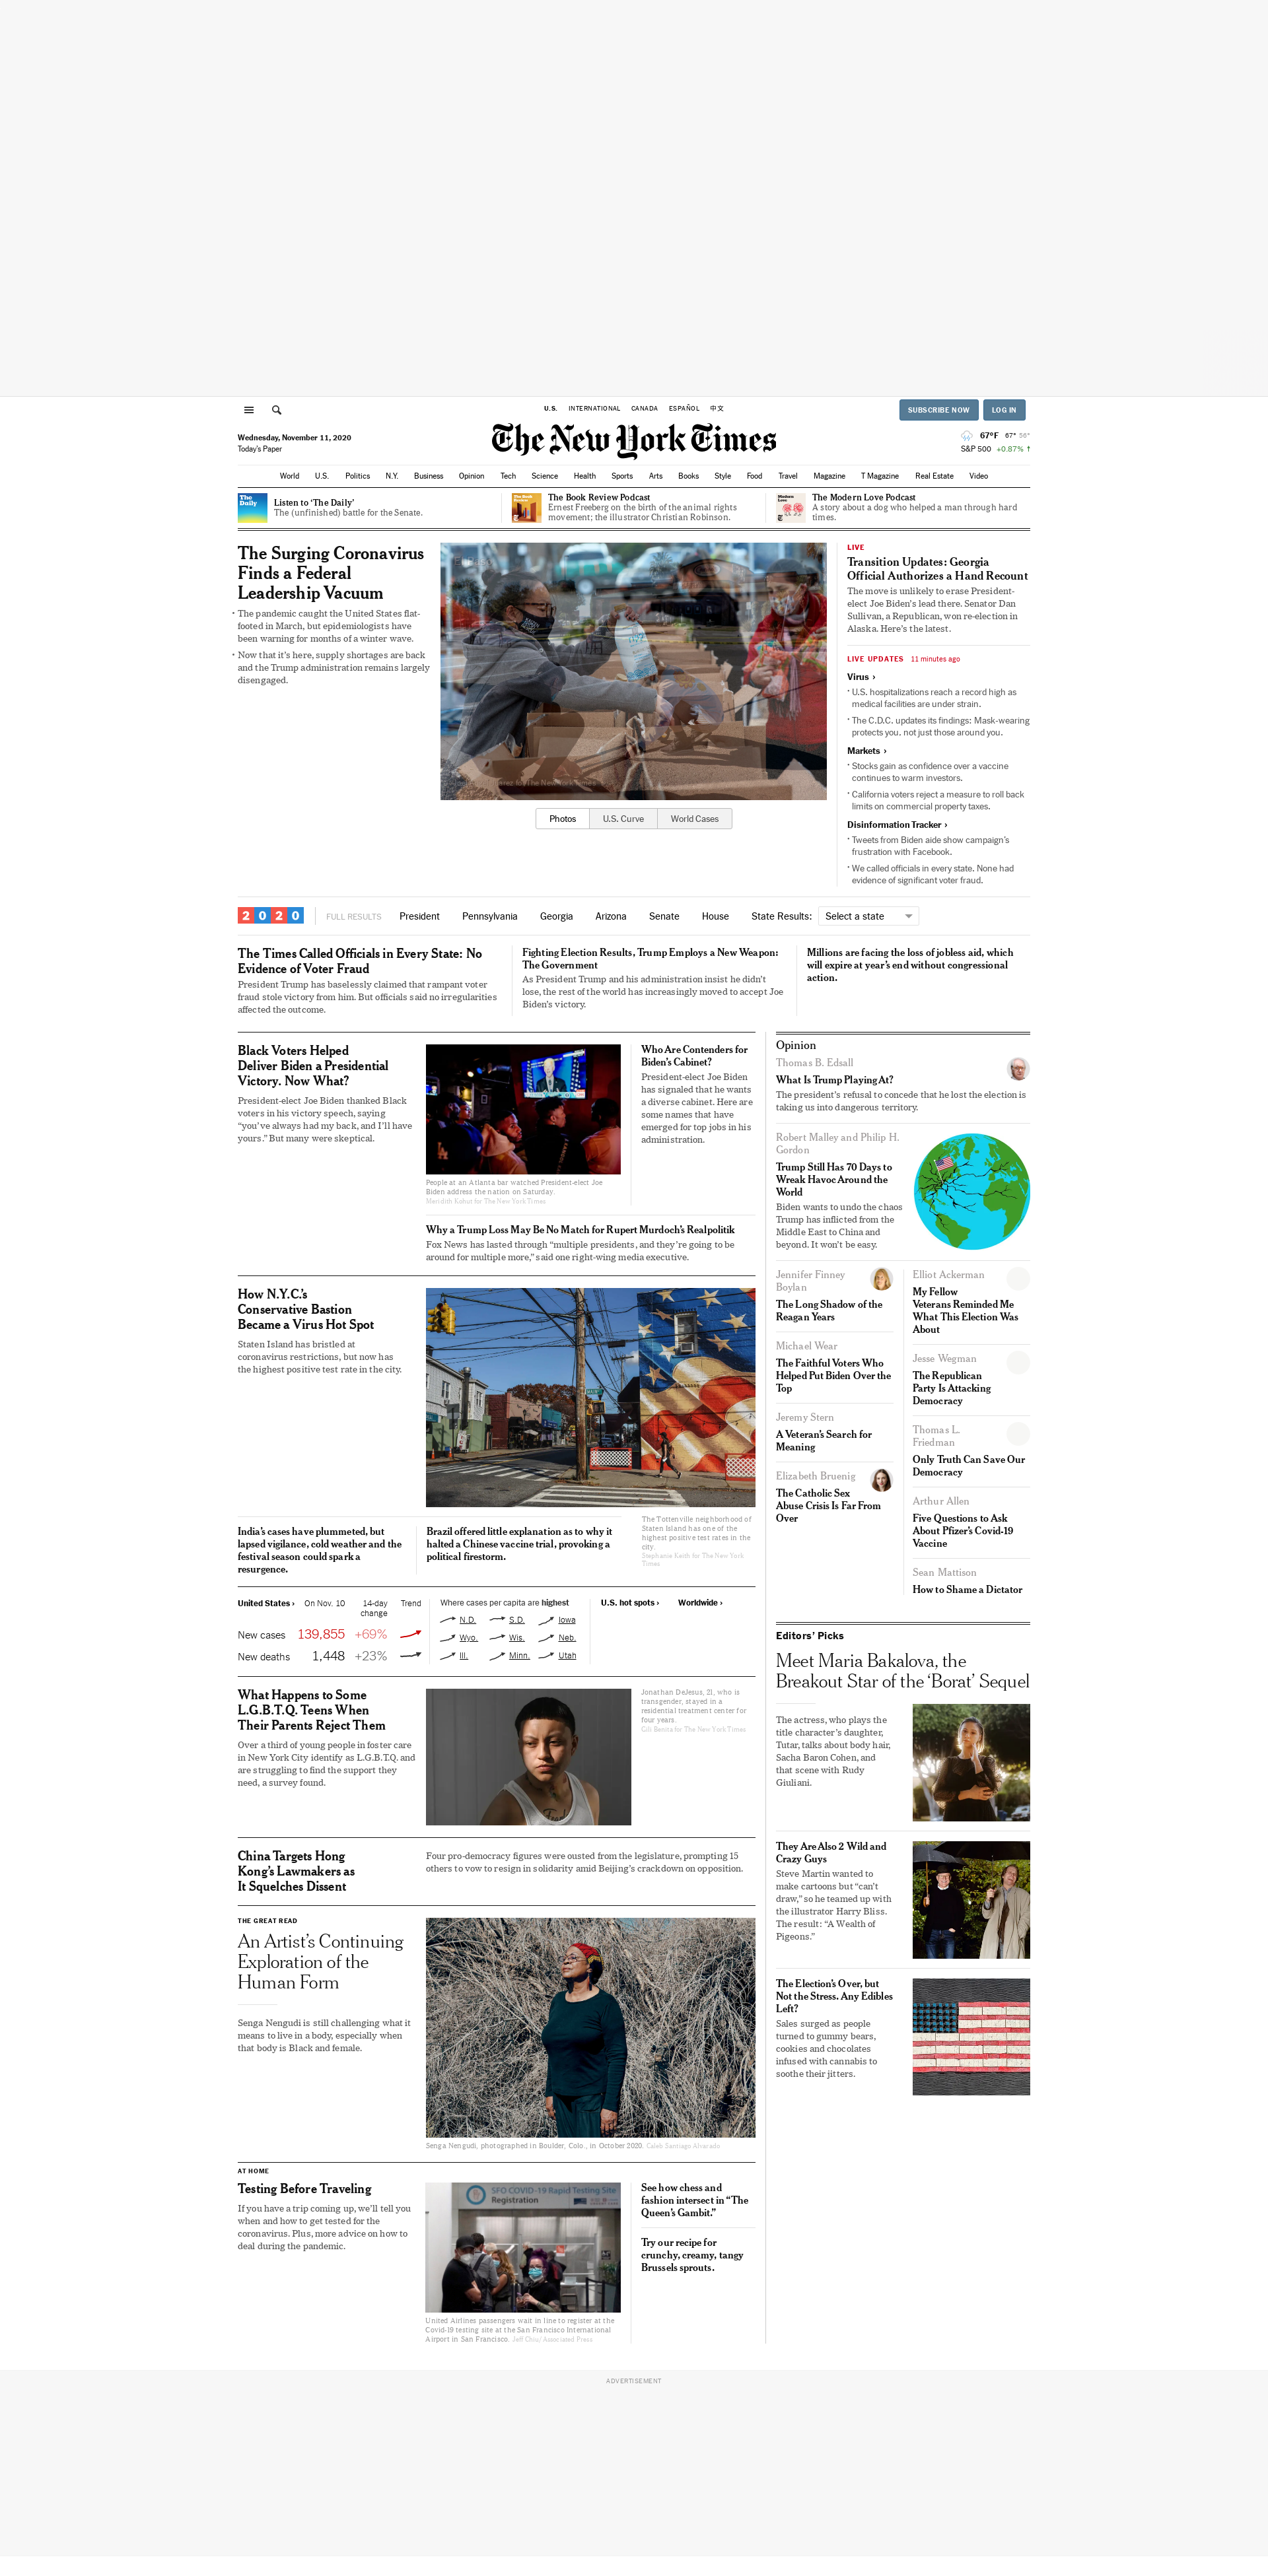 U.S.
INTERNATIONAL
CANADA
ESPAÑOL
中文
SUBSCRIBE NOW
LOG IN
Wednesday, November 11, 2020
Today's Paper
The New York Times
67°F 67° 56°
S&P 500 +0.87% ↑
World U.S. Politics N.Y. Business Opinion Tech Science Health Sports Arts Books Style Food Travel Magazine T Magazine Real Estate Video
The
Daily
Listen to ‘The Daily’
The (unfinished) battle for the Senate.
The Book Review Podcast
Ernest Freeberg on the birth of the animal rights
movement; the illustrator Christian Robinson.
Modern
Love
The Modern Love Podcast
A story about a dog who helped a man through hard
times.
The Surging Coronavirus
Finds a Federal
Leadership Vacuum
The pandemic caught the United States flat-
footed in March, but epidemiologists have
been warning for months of a winter wave.
Now that it’s here, supply shortages are back
and the Trump administration remains largely
disengaged.
for The New York Times
Photos
U.S. Curve
World Cases
LIVE
Transition Updates: Georgia
Official Authorizes a Hand Recount
The move is unlikely to erase President-
elect Joe Biden’s lead there. Senator Dan
Sullivan, a Republican, won re-election in
Alaska. Here’s the latest.
LIVE UPDATES 11 minutes ago
Virus ›
U.S. hospitalizations reach a record high as
medical facilities are under strain.
The C.D.C. updates its findings: Mask-wearing
protects you, not just those around you.
Markets ›
Stocks gain as confidence over a vaccine
continues to warm investors.
California voters reject a measure to roll back
limits on commercial property taxes.
Disinformation Tracker ›
Tweets from Biden aide show campaign’s
frustration with Facebook.
We called officials in every state. None had
evidence of significant voter fraud.
2020
FULL RESULTS President Pennsylvania Georgia Arizona Senate House State Results: Select a state
The Times Called Officials in Every State: No
Evidence of Voter Fraud
President Trump has baselessly claimed that rampant voter
fraud stole victory from him. But officials said no irregularities
affected the outcome.
Fighting Election Results, Trump Employs a New Weapon:
The Government
As President Trump and his administration insist he didn’t
lose, the rest of the world has increasingly moved to accept Joe
Biden’s victory.
Millions are facing the loss of jobless aid, which
will expire at year’s end without congressional
action.
Black Voters Helped
Deliver Biden a Presidential
Victory. Now What?
President-elect Joe Biden thanked Black
voters in his victory speech, saying
“you’ve always had my back, and I’ll have
yours.” But many were skeptical.
People at an Atlanta bar watched President-elect Joe
Biden address the nation on Saturday.
Meridith Kohut for The New York Times
Who Are Contenders for
Biden’s Cabinet?
President-elect Joe Biden
has signaled that he wants
a diverse cabinet. Here are
some names that have
emerged for top jobs in his
administration.
Why a Trump Loss May Be No Match for Rupert Murdoch’s Realpolitik
Fox News has lasted through “multiple presidents, and they’re going to be
around for multiple more,” said one right-wing media executive.
How N.Y.C.’s
Conservative Bastion
Became a Virus Hot Spot
Staten Island has bristled at
coronavirus restrictions, but now has
the highest positive test rate in the city.
The Tottenville neighborhood of
Staten Island has one of the
highest positive test rates in the
city.
Stephanie Keith for The New York
Times
India’s cases have plummeted, but
lapsed vigilance, cold weather and the
festival season could spark a
resurgence.
Brazil offered little explanation as to why it
halted a Chinese vaccine trial, provoking a
political firestorm.
United States › On Nov. 10 14-day
change
Trend
New cases 139,855 +69%
New deaths 1,448 +23%
Where cases per capita are highest
N.D. S.D. Iowa
Wyo. Wis. Neb.
Ill. Minn. Utah
U.S. hot spots › Worldwide ›
What Happens to Some
L.G.B.T.Q. Teens When
Their Parents Reject Them
Over a third of young people in foster care
in New York City identify as L.G.B.T.Q. and
are struggling to find the support they
need, a survey found.
Jonathan DeJesus, 21, who is
transgender, stayed in a
residential treatment center for
four years.
Gili Benita for The New York Times
China Targets Hong
Kong’s Lawmakers as
It Squelches Dissent
Four pro-democracy figures were ousted from the legislature, prompting 15
others to vow to resign in solidarity amid Beijing’s crackdown on opposition.
THE GREAT READ
An Artist’s Continuing
Exploration of the
Human Form
Senga Nengudi is still challenging what it
means to live in a body, especially when
that body is Black and female.
Senga Nengudi, photographed in Boulder, Colo., in October 2020. Caleb Santiago Alvarado
AT HOME
Testing Before Traveling
If you have a trip coming up, we’ll tell you
when and how to get tested for the
coronavirus. Plus, more advice on how to
deal during the pandemic.
SFO COVID-19 Rapid Testing Site
Registration
United Airlines passengers wait in line to register at the
Covid-19 testing site at the San Francisco International
Airport in San Francisco. Jeff Chiu/Associated Press
See how chess and
fashion intersect in “The
Queen’s Gambit.”
Try our recipe for
crunchy, creamy, tangy
Brussels sprouts.
Opinion
Thomas B. Edsall
What Is Trump Playing At?
The president’s refusal to concede that he lost the election is
taking us into dangerous territory.
Robert Malley and Philip H.
Gordon
Trump Still Has 70 Days to
Wreak Havoc Around the
World
Biden wants to undo the chaos
Trump has inflicted from the
Middle East to China and
beyond. It won’t be easy.
Jennifer Finney
Boylan
The Long Shadow of the
Reagan Years
Michael Wear
The Faithful Voters Who
Helped Put Biden Over the
Top
Jeremy Stern
A Veteran’s Search for
Meaning
Elizabeth Bruenig
The Catholic Sex
Abuse Crisis Is Far From
Over
Elliot Ackerman
My Fellow
Veterans Reminded Me
What This Election Was
About
Jesse Wegman
The Republican
Party Is Attacking
Democracy
Thomas L.
Friedman
Only Truth Can Save Our
Democracy
Arthur Allen
Five Questions to Ask
About Pfizer’s Covid-19
Vaccine
Sean Mattison
How to Shame a Dictator
Editors’ Picks
Meet Maria Bakalova, the
Breakout Star of the ‘Borat’ Sequel
The actress, who plays the
title character’s daughter,
Tutar, talks about body hair,
Sacha Baron Cohen, and
that scene with Rudy
Giuliani.
They Are Also 2 Wild and
Crazy Guys
Steve Martin wanted to
make cartoons but “can’t
draw,” so he teamed up with
the illustrator Harry Bliss.
The result: “A Wealth of
Pigeons.”
The Election’s Over, but
Not the Stress. Any Edibles
Left?
Sales surged as people
turned to gummy bears,
cookies and chocolates
infused with cannabis to
soothe their jitters.
ADVERTISEMENT